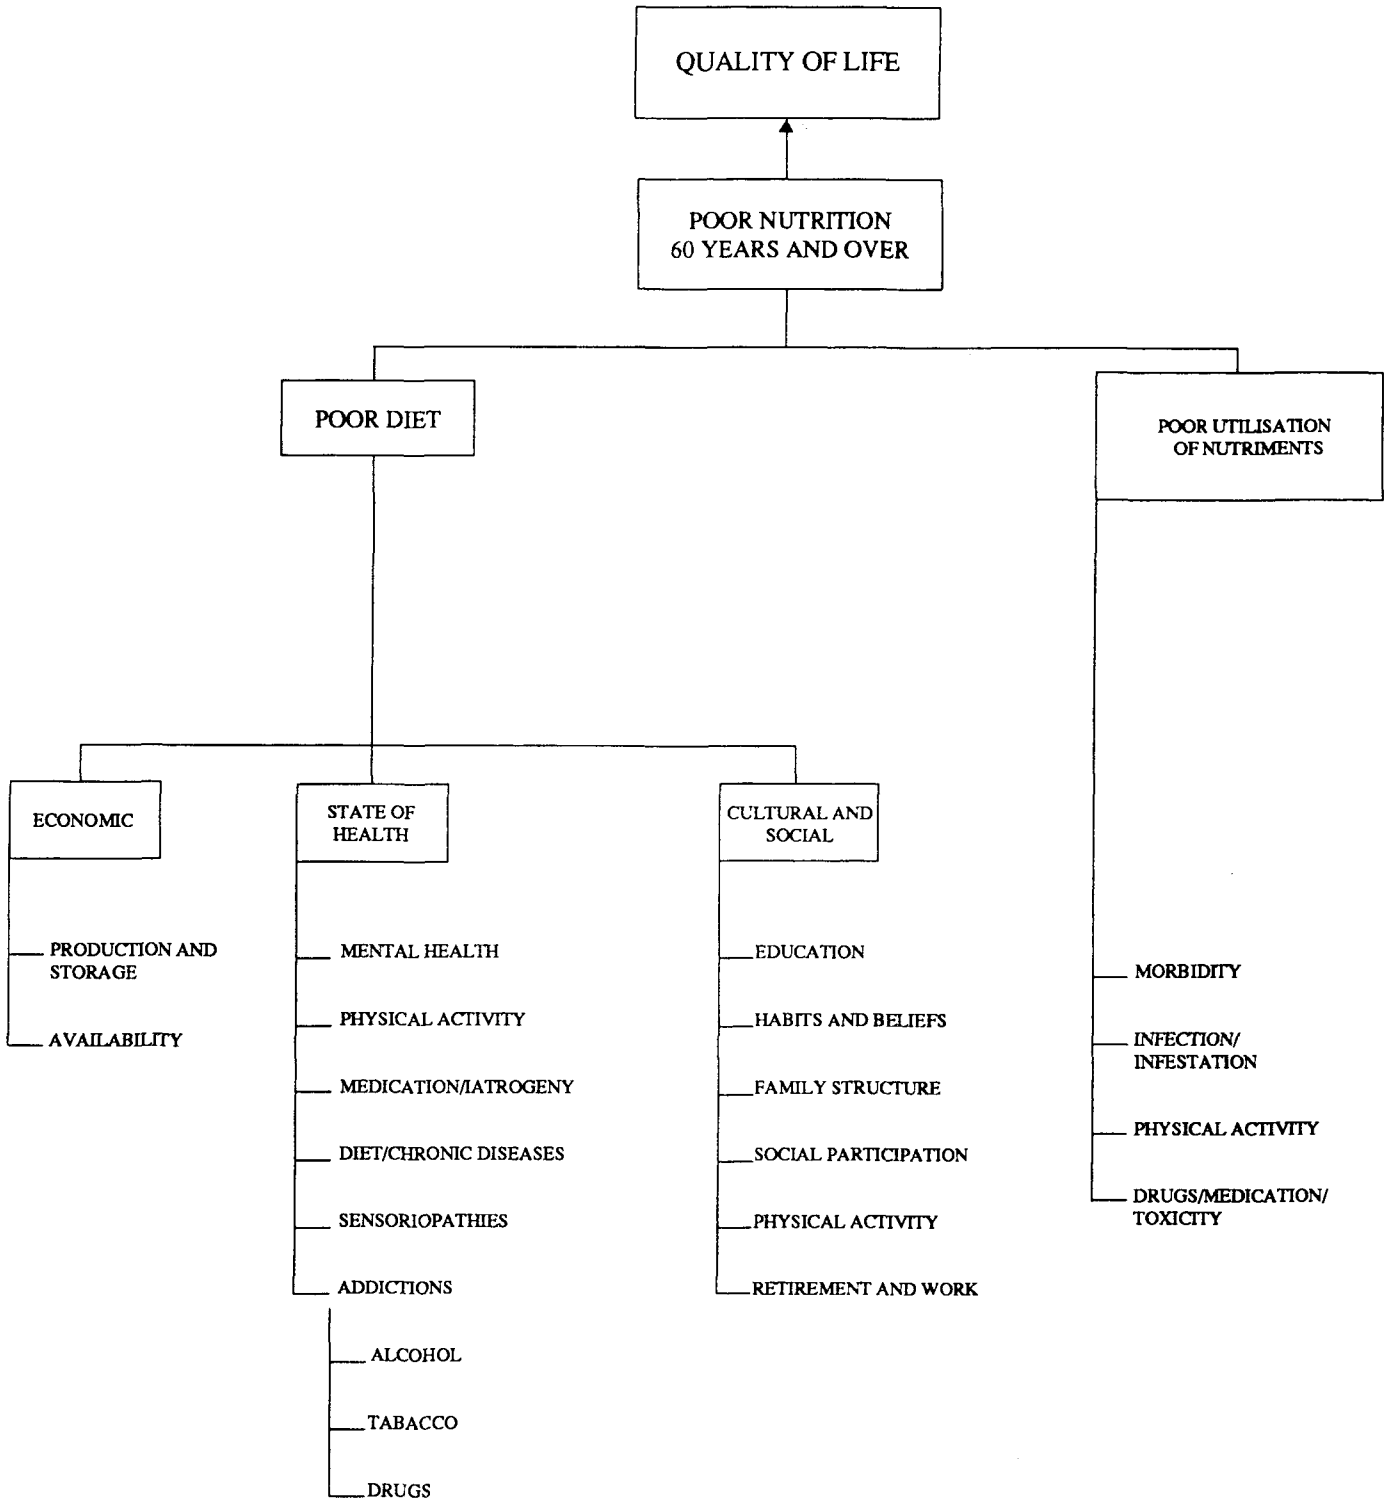 QUALITY OF LIFE
POOR NUTRITION
60 YEARS AND OVER
POOR DIET
POOR UTILISATION
OF NUTRIMENTS
ECONOMIC
PRODUCTION AND
STORAGE
AVAILABILITY
STATE OF
HEALTH
MENTAL HEALTH
PHYSICAL ACTIVITY
MEDICATION/IATROGENY
DIET/CHRONIC DISEASES
SENSORIOPATHIES
ADDICTIONS
ALCOHOL
TABACCO
DRUGS
CULTURAL AND
SOCIAL
EDUCATION
HABITS AND BELIEFS
FAMILY STRUCTURE
SOCIAL PARTICIPATION
PHYSICAL ACTIVITY
RETIREMENT AND WORK
MORBIDITY
INFECTION/
INFESTATION
PHYSICAL ACTIVITY
DRUGS/MEDICATION/
TOXICITY